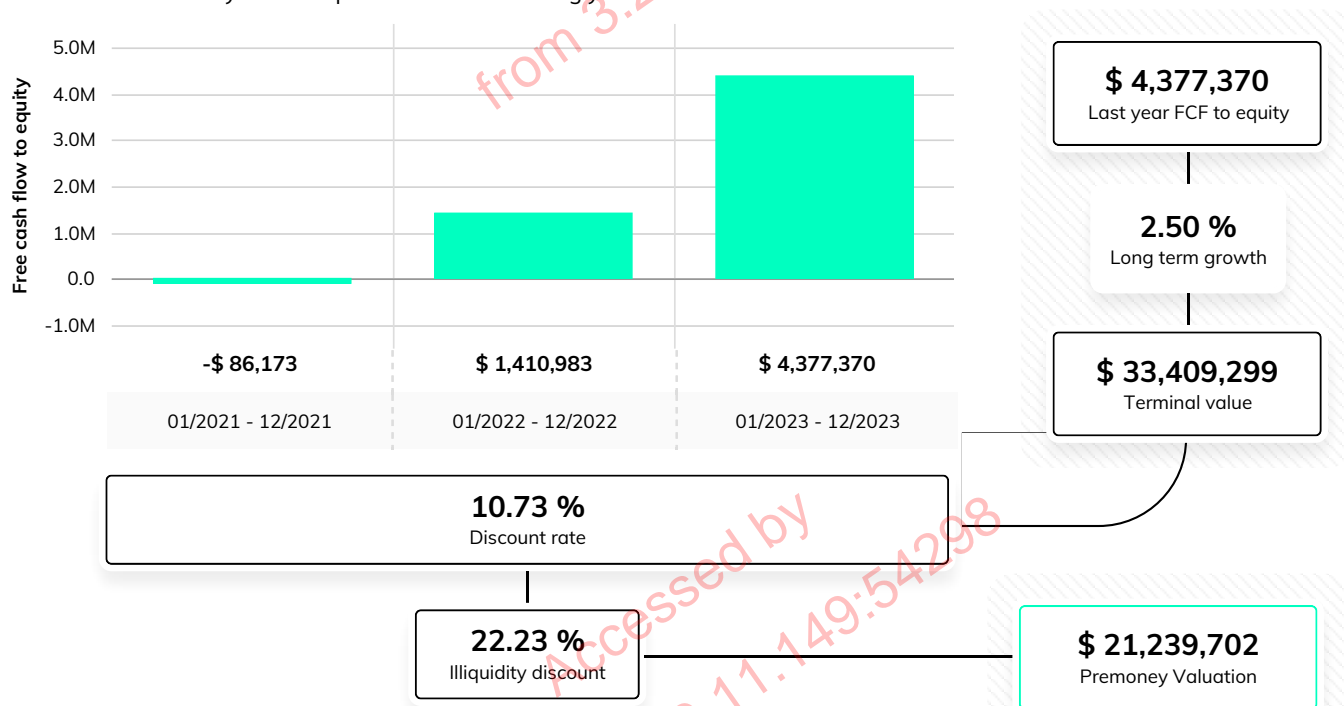 from 3.2
5.0M
4.0M
3.0M
2.0M
1.0M
0.0
-1.0M
Free cash flow to equity
-$ 86,173
$ 1,410,983
$ 4,377,370
01/2021 - 12/2021
01/2022 - 12/2022
01/2023 - 12/2023
$ 4,377,370
Last year FCF to equity
2.50 %
Long term growth
$ 33,409,299
Terminal value
10.73 %
Discount rate
22.23 %
Illiquidity discount
$ 21,239,702
Premoney Valuation
Accessed by
11.149:54298